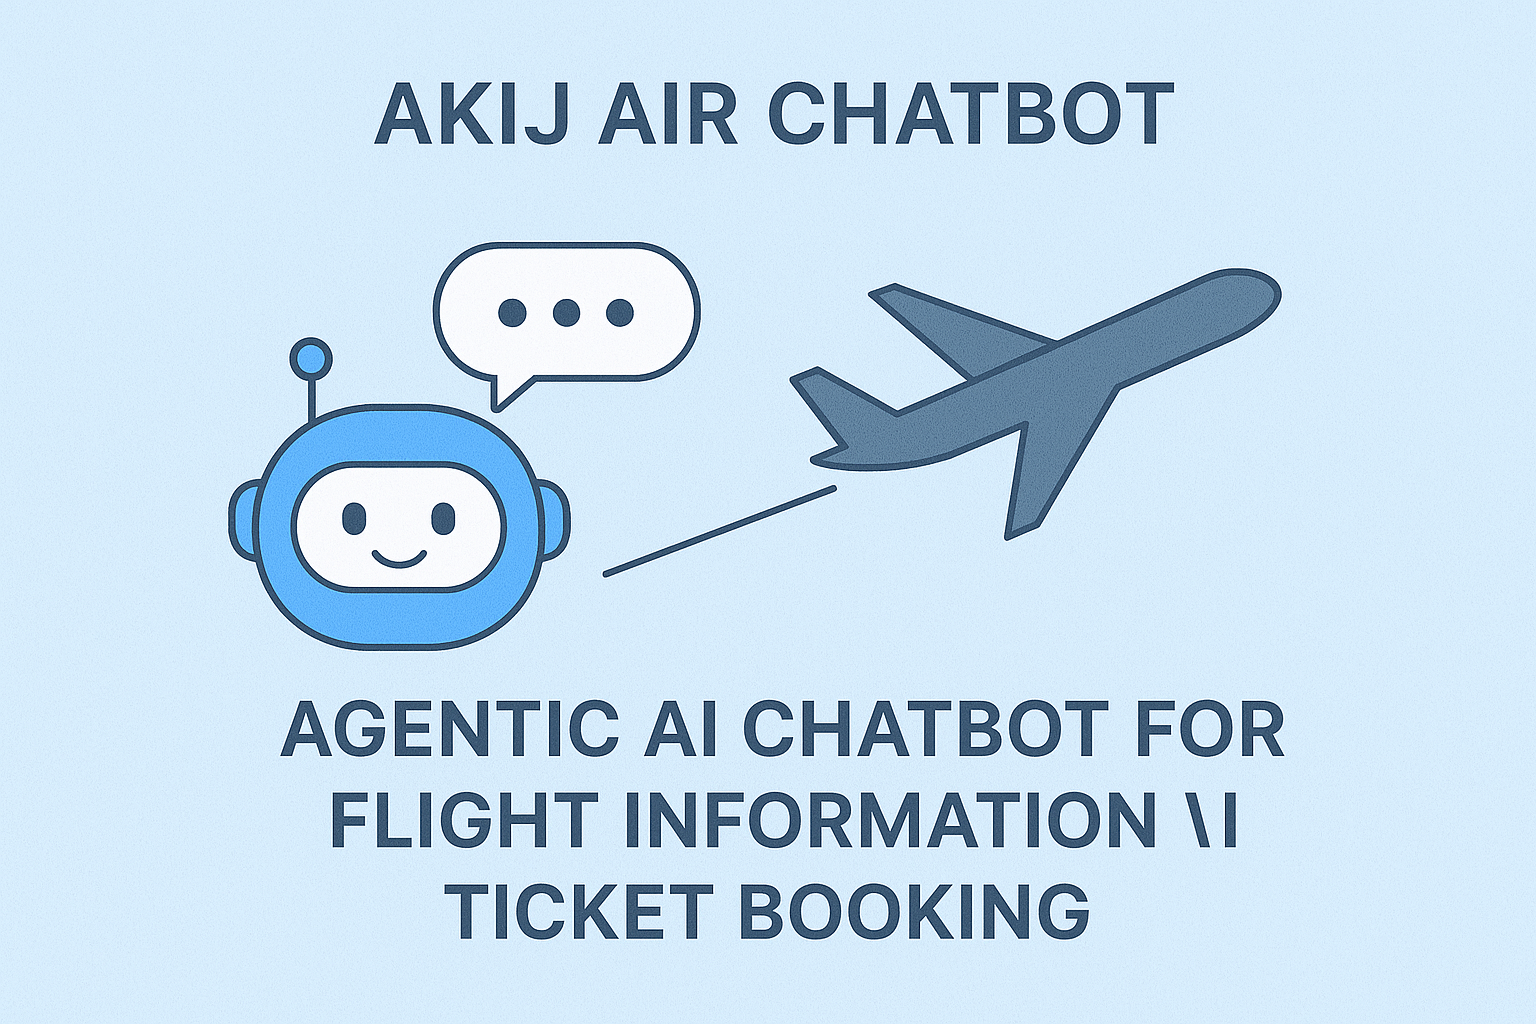 AKIJ AIR CHATBOT
AGENTIC AI CHATBOT FOR
FLIGHT INFORMATION \I
TICKET BOOKING